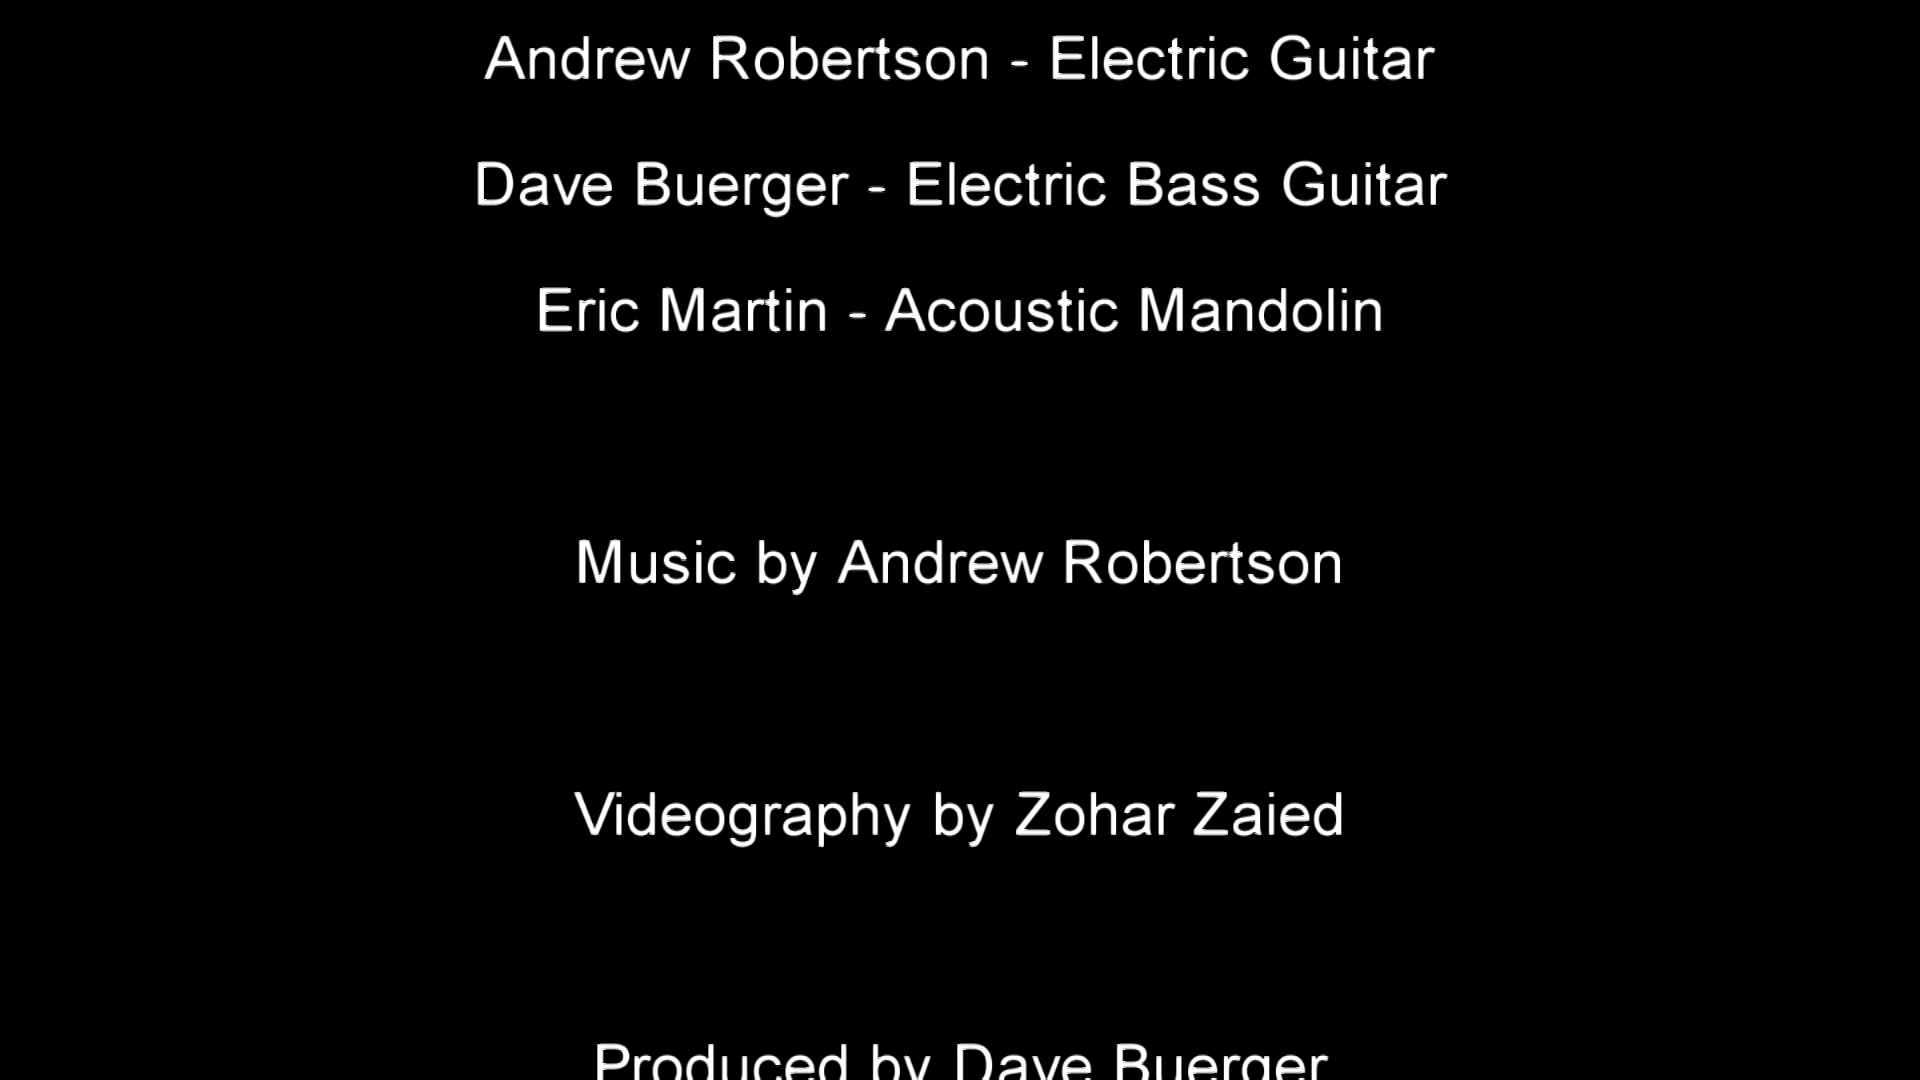 Andrew Robertson - Electric Guitar
Dave Buerger - Electric Bass Guitar
Eric Martin - Acoustic Mandolin
Music by Andrew Robertson
Videography by Zohar Zaied
Produced by Dave Buerger